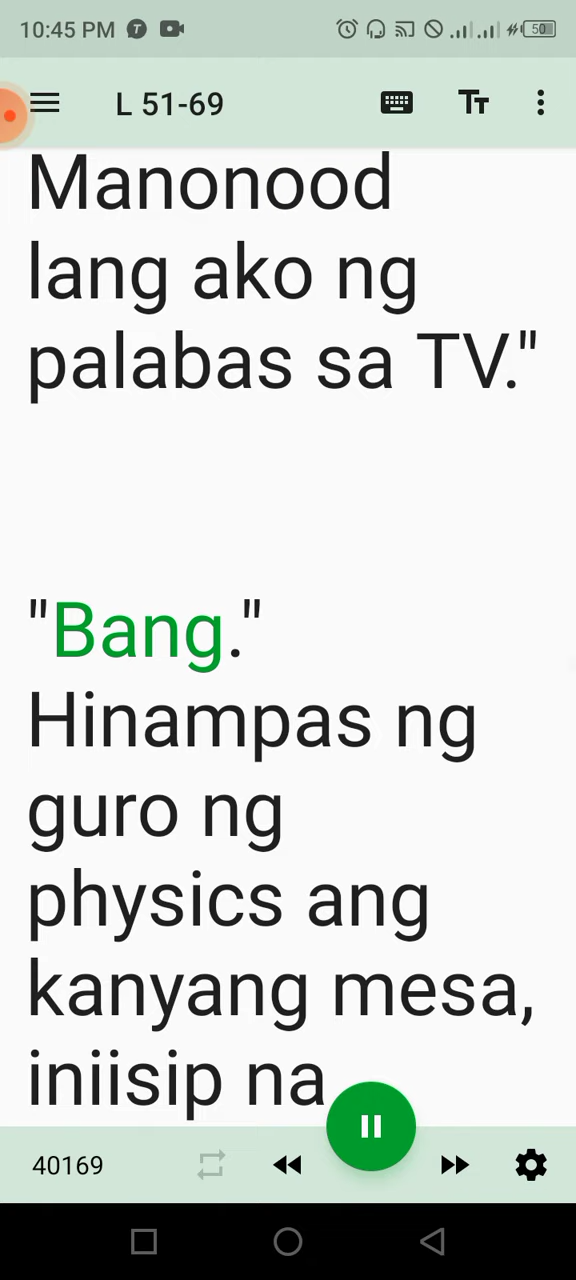 10:45 PM
50
L 51-69
Manonood
lang ako ng
palabas sa TV."
"Bang."
Hinampas ng
guro ng
physics ang
kanyang mesa,
iniisip na
40169